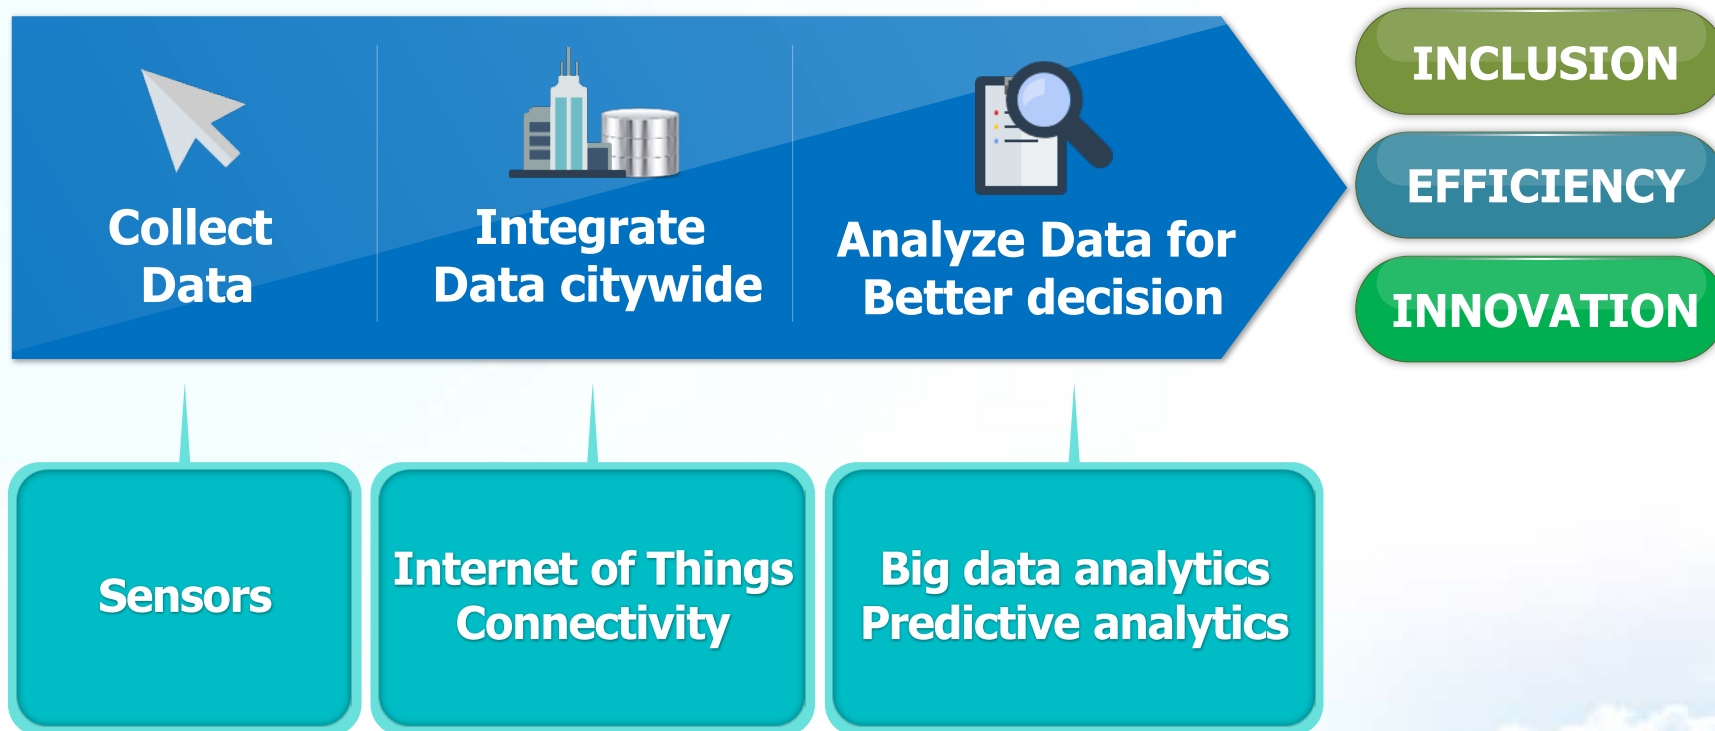 Collect
Data
Integrate
Data citywide
Analyze Data for
Better decision
INCLUSION
EFFICIENCY
INNOVATION
Sensors
Internet of Things
Connectivity
Big data analytics
Predictive analytics